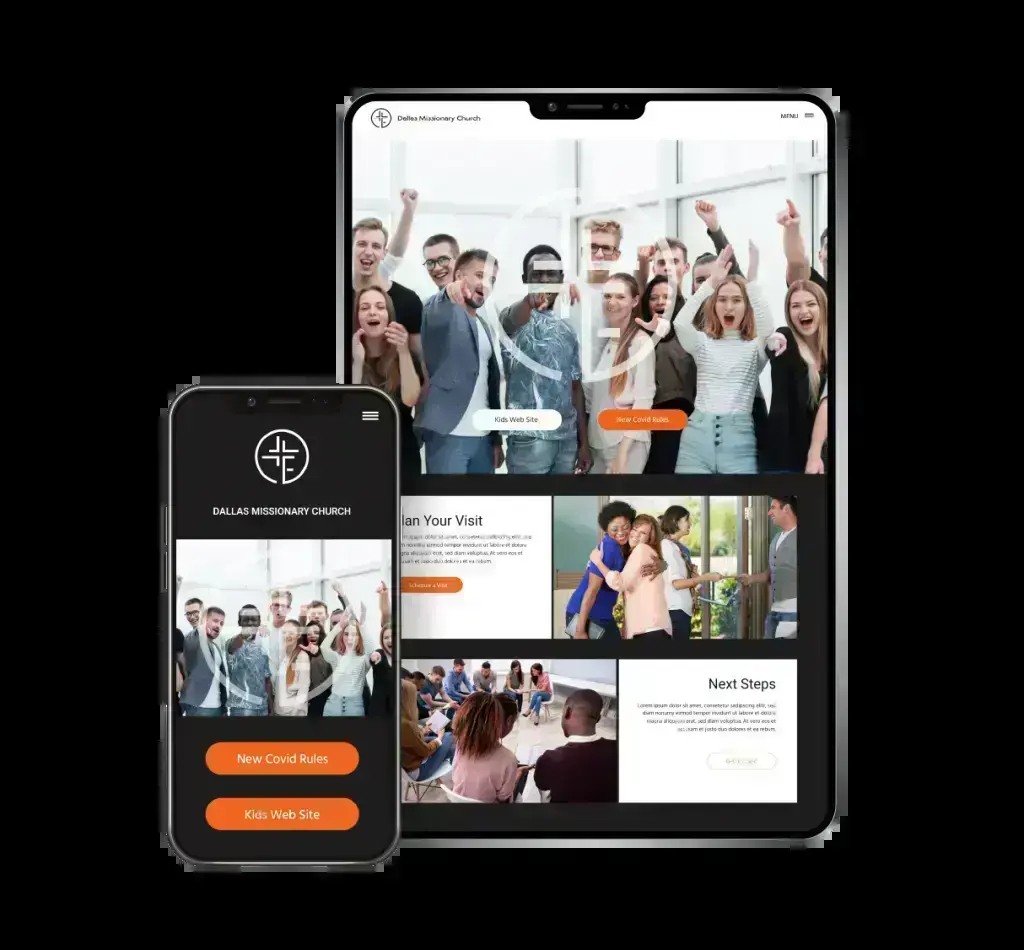 Dallas Missionary Church
MENU
Kids Web Site
New Covid Rules
lan Your Visit
Schedule a Visit
Next Steps
Lorem ipsum dolor sit amet, consetetur sadipscing elitr, sed
diam nonumy eirmod tempor invidunt ut labore et dolore
magna aliquyam erat, sed diam voluptua. At vero eos et
accusam et justo duo dolores et ea rebum.
DALLAS MISSIONARY CHURCH
New Covid Rules
Kids Web Site